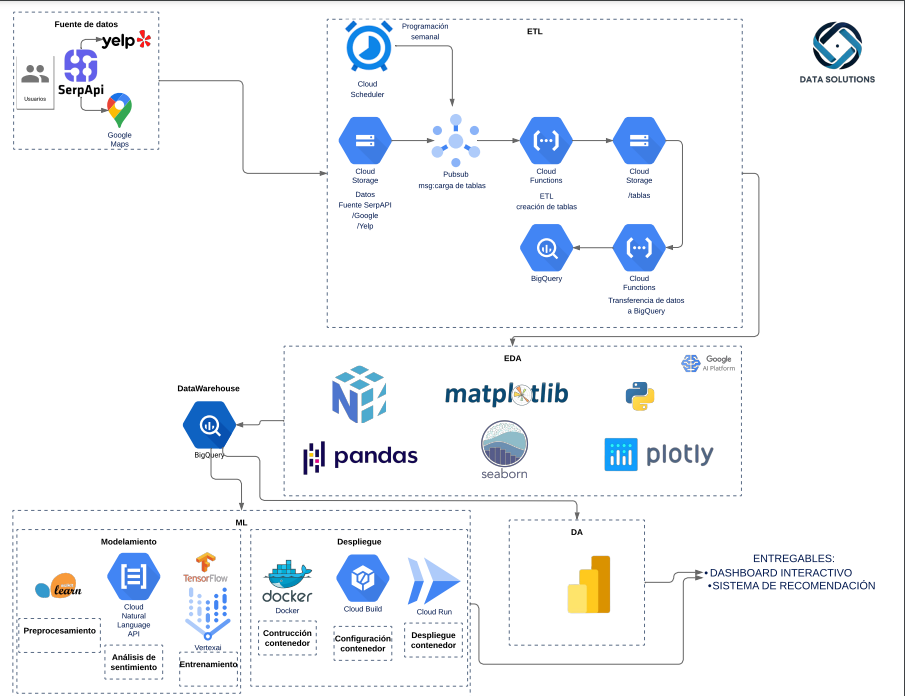 Fuente de datos
yelp
SerpApi
Usuarios
Google
Maps
ETL
Programación
semanal
Cloud
Scheduler
Cloud
Storage
Datos
Fuente SerpAPI
/Google
/Yelp
Pubsub
msg:carga de tablas
Cloud
Functions
ETL
creación de tablas
Cloud
Storage
/tablas
BigQuery
Cloud
Functions
Transferencia de datos
a BigQuery
DATA SOLUTIONS
EDA
Google
AI Platform
matplotlib
pandas
seaborn
plotly
DataWarehouse
BigQuery
ML
Modelamiento
learn
Preprocesamiento
Cloud
Natural
Language
API
Análisis de
sentimiento
TensorFlow
Vertexai
Entrenamiento
Despliegue
docker
Docker
Contrucción
contenedor
Cloud Build
Configuración
contenedor
Cloud Run
Despliegue
contenedor
DA
ENTREGABLES:
• DASHBOARD INTERACTIVO
• SISTEMA DE RECOMENDACIÓN